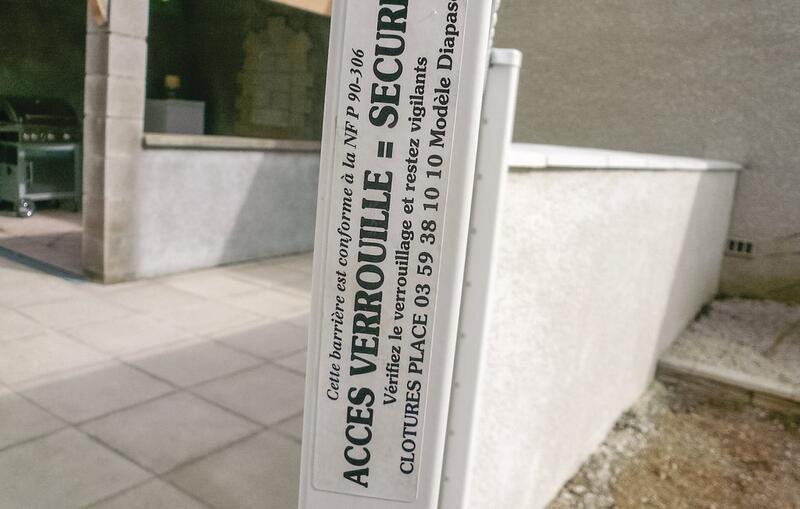 Cette barrière est conforme à la NF P 90-306
ACCES VERROUILLE = SECURI
Vérifiez le verrouillage et restez vigilants
CLOTURES PLACE 03 59 38 10 10 Modèle Diapaso